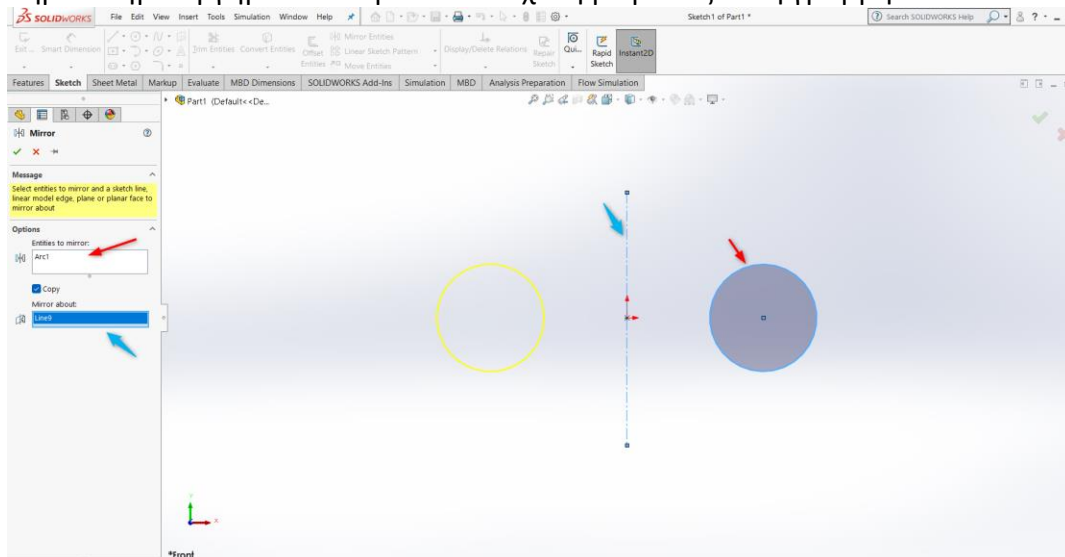 SOLIDWORKS File Edit View Insert Tools Simulation Window Help Sketch1 of Part1 * Search SOLIDWORKS Help
Exit... Smart Dimension Trim Entities Convert Entities Offset Entities Mirror Entities Linear Sketch Pattern Move Entities Display/Delete Relations Repair Sketch Qui... Rapid Sketch Instant2D
Features Sketch Sheet Metal Markup Evaluate MBD Dimensions SOLIDWORKS Add-Ins Simulation MBD Analysis Preparation Flow Simulation
Part1 (Default<<De...
Mirror
Message
Select entities to mirror and a sketch line,
linear model edge, plane or planar face to
mirror about
Options
Entities to mirror:
Arc1
Copy
Mirror about:
Line9
Y
X
*Front